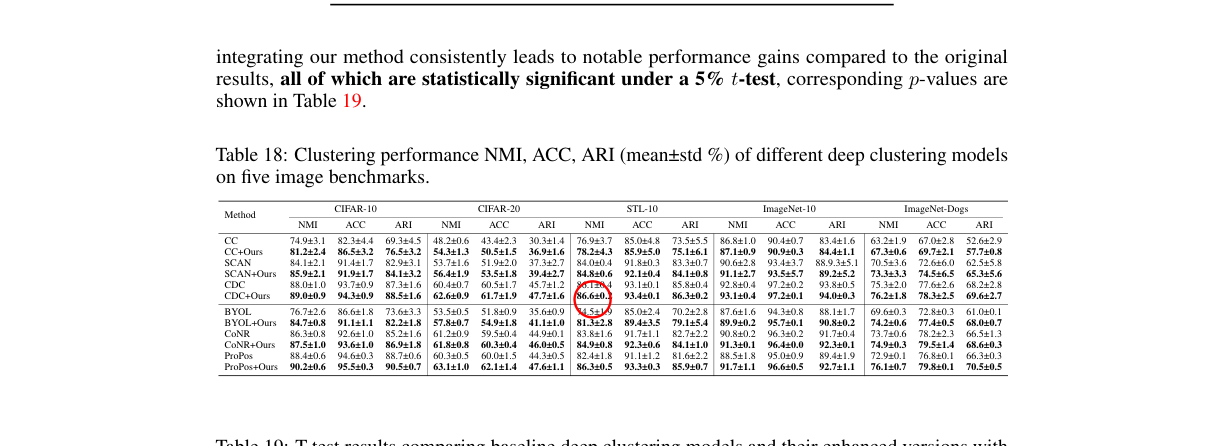 integrating our method consistently leads to notable performance gains compared to the original
results, all of which are statistically significant under a 5% t-test, corresponding p-values are
shown in Table 19.
Table 18: Clustering performance NMI, ACC, ARI (mean±std %) of different deep clustering models
on five image benchmarks.
Method CIFAR-10 CIFAR-20 STL-10 ImageNet-10 ImageNet-Dogs
NMI ACC ARI NMI ACC ARI NMI ACC ARI NMI ACC ARI NMI ACC ARI
CC 74.9±3.1 82.3±4.4 69.3±4.5 48.2±0.6 43.4±2.3 30.3±1.4 76.9±3.7 85.0±4.8 73.5±5.5 86.8±1.0 90.4±0.7 83.4±1.6 63.2±1.9 67.0±2.8 52.6±2.9
CC+Ours 81.2±2.4 86.5±3.2 76.5±3.2 54.3±1.3 50.5±1.5 36.9±1.6 78.2±4.3 85.9±5.0 75.1±6.1 87.1±0.9 90.9±0.3 84.4±1.1 67.3±0.6 69.7±2.1 57.7±0.8
SCAN 84.1±2.1 91.4±1.7 82.9±3.1 53.7±1.6 51.9±2.0 37.3±2.7 84.0±0.4 91.8±0.3 83.3±0.7 90.6±2.8 93.4±3.7 88.9.3±5.1 70.5±3.6 72.6±6.0 62.5±5.8
SCAN+Ours 85.9±2.1 91.9±1.7 84.1±3.2 56.4±1.9 53.5±1.8 39.4±2.7 84.8±0.6 92.1±0.4 84.1±0.8 91.1±2.7 93.5±5.7 89.2±5.2 73.3±3.3 74.5±6.5 65.3±5.6
CDC 88.0±1.0 93.7±0.9 87.3±1.6 60.4±0.7 60.5±1.7 45.7±1.2 93.1±0.1 85.8±0.4 92.8±0.4 97.2±0.2 93.8±0.5 75.3±2.0 77.6±2.8 68.2±2.8
CDC+Ours 89.0±0.9 94.3±0.9 88.5±1.6 62.6±0.9 61.7±1.9 47.7±1.6 86.6±0.2 93.4±0.1 86.3±0.2 93.1±0.4 97.2±0.1 94.0±0.3 76.2±1.8 78.3±2.5 69.6±2.7
BYOL 76.7±2.6 86.6±1.8 73.6±3.3 53.5±0.5 51.8±0.9 35.6±0.9 85.0±2.4 70.2±2.8 87.6±1.6 94.3±0.8 88.1±1.7 69.6±0.3 72.8±0.3 61.0±0.1
BYOL+Ours 84.7±0.8 91.1±1.1 82.2±1.8 57.8±0.7 54.9±1.8 41.1±1.0 81.3±2.8 89.4±3.5 79.1±5.4 89.9±0.2 95.7±0.1 90.8±0.2 74.2±0.6 77.4±0.5 68.0±0.7
CoNR 86.3±0.8 92.6±1.0 85.2±1.6 61.2±0.9 59.5±0.4 44.9±0.1 83.8±1.6 91.7±1.1 82.7±2.2 90.8±0.2 96.3±0.2 91.7±0.4 73.7±0.6 78.2±2.3 66.5±1.3
CoNR+Ours 87.5±1.0 93.6±1.0 86.9±1.8 61.8±0.8 60.3±0.4 46.0±0.5 84.9±0.8 92.3±0.6 84.1±1.0 91.3±0.1 96.4±0.0 92.3±0.1 74.9±0.3 79.5±1.4 68.6±0.3
ProPos 88.4±0.6 94.6±0.3 88.7±0.6 60.3±0.5 60.0±1.5 44.3±0.5 82.4±1.8 91.1±1.2 81.6±2.2 88.5±1.8 95.0±0.9 89.4±1.9 72.9±0.1 76.8±0.1 66.3±0.3
ProPos+Ours 90.2±0.6 95.5±0.3 90.5±0.7 63.1±1.0 62.1±1.4 47.6±1.1 86.3±0.5 93.3±0.3 85.9±0.7 91.7±1.1 96.6±0.5 92.7±1.1 76.1±0.7 79.8±0.1 70.5±0.5
Table 19: T-test results comparing baseline deep clustering models and their enhanced versions with